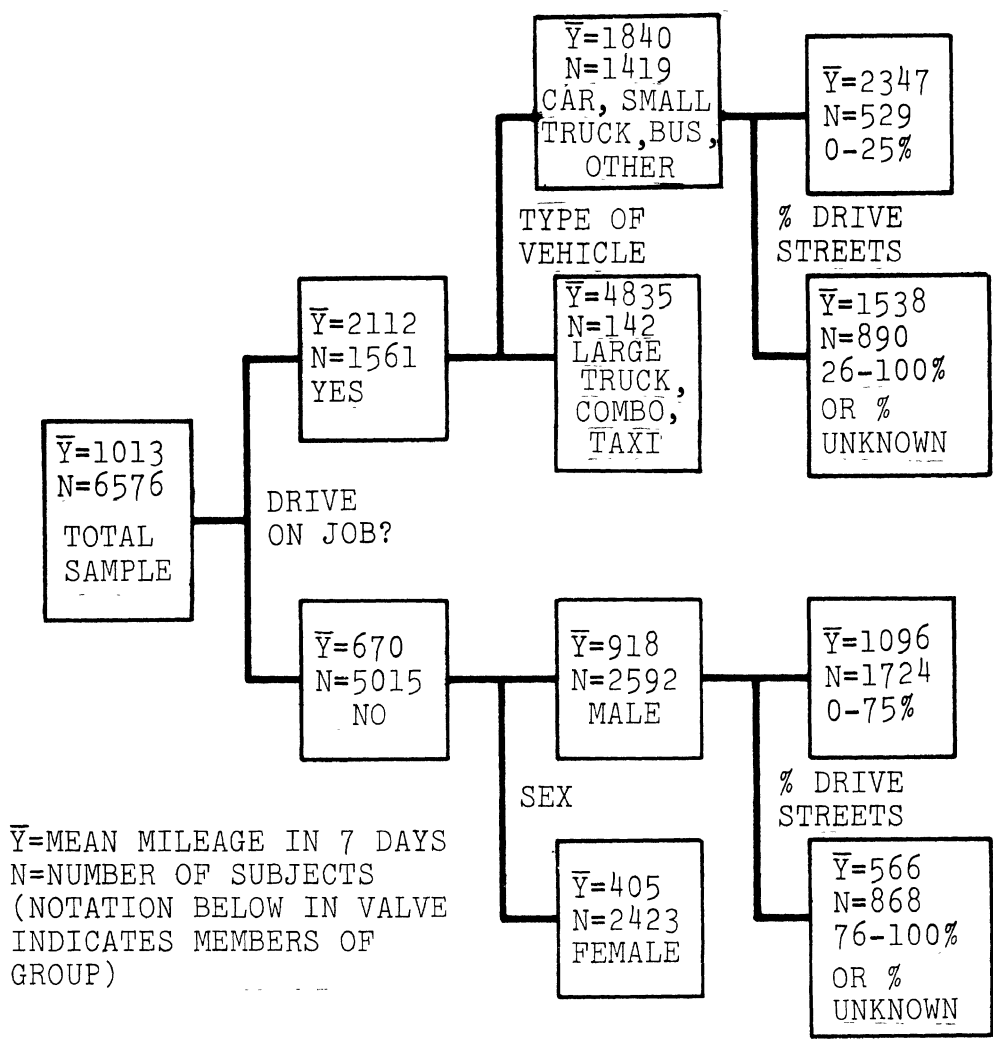 Ȳ=1840
N=1419
CAR, SMALL
TRUCK, BUS,
OTHER
Ȳ=2347
N=529
0-25%
TYPE OF
VEHICLE
% DRIVE
STREETS
Ȳ=2112
N=1561
YES
Ȳ=4835
N=142
LARGE
TRUCK,
COMBO,
TAXI
Ȳ=1538
N=890
26-100%
OR %
UNKNOWN
Ȳ=1013
N=6576
TOTAL
SAMPLE
DRIVE
ON JOB?
Ȳ=670
N=5015
NO
Ȳ=918
N=2592
MALE
Ȳ=1096
N=1724
0-75%
SEX
% DRIVE
STREETS
Ȳ=MEAN MILEAGE IN 7 DAYS
N=NUMBER OF SUBJECTS
(NOTATION BELOW IN VALVE
INDICATES MEMBERS OF
GROUP)
Ȳ=405
N=2423
FEMALE
Ȳ=566
N=868
76-100%
OR %
UNKNOWN